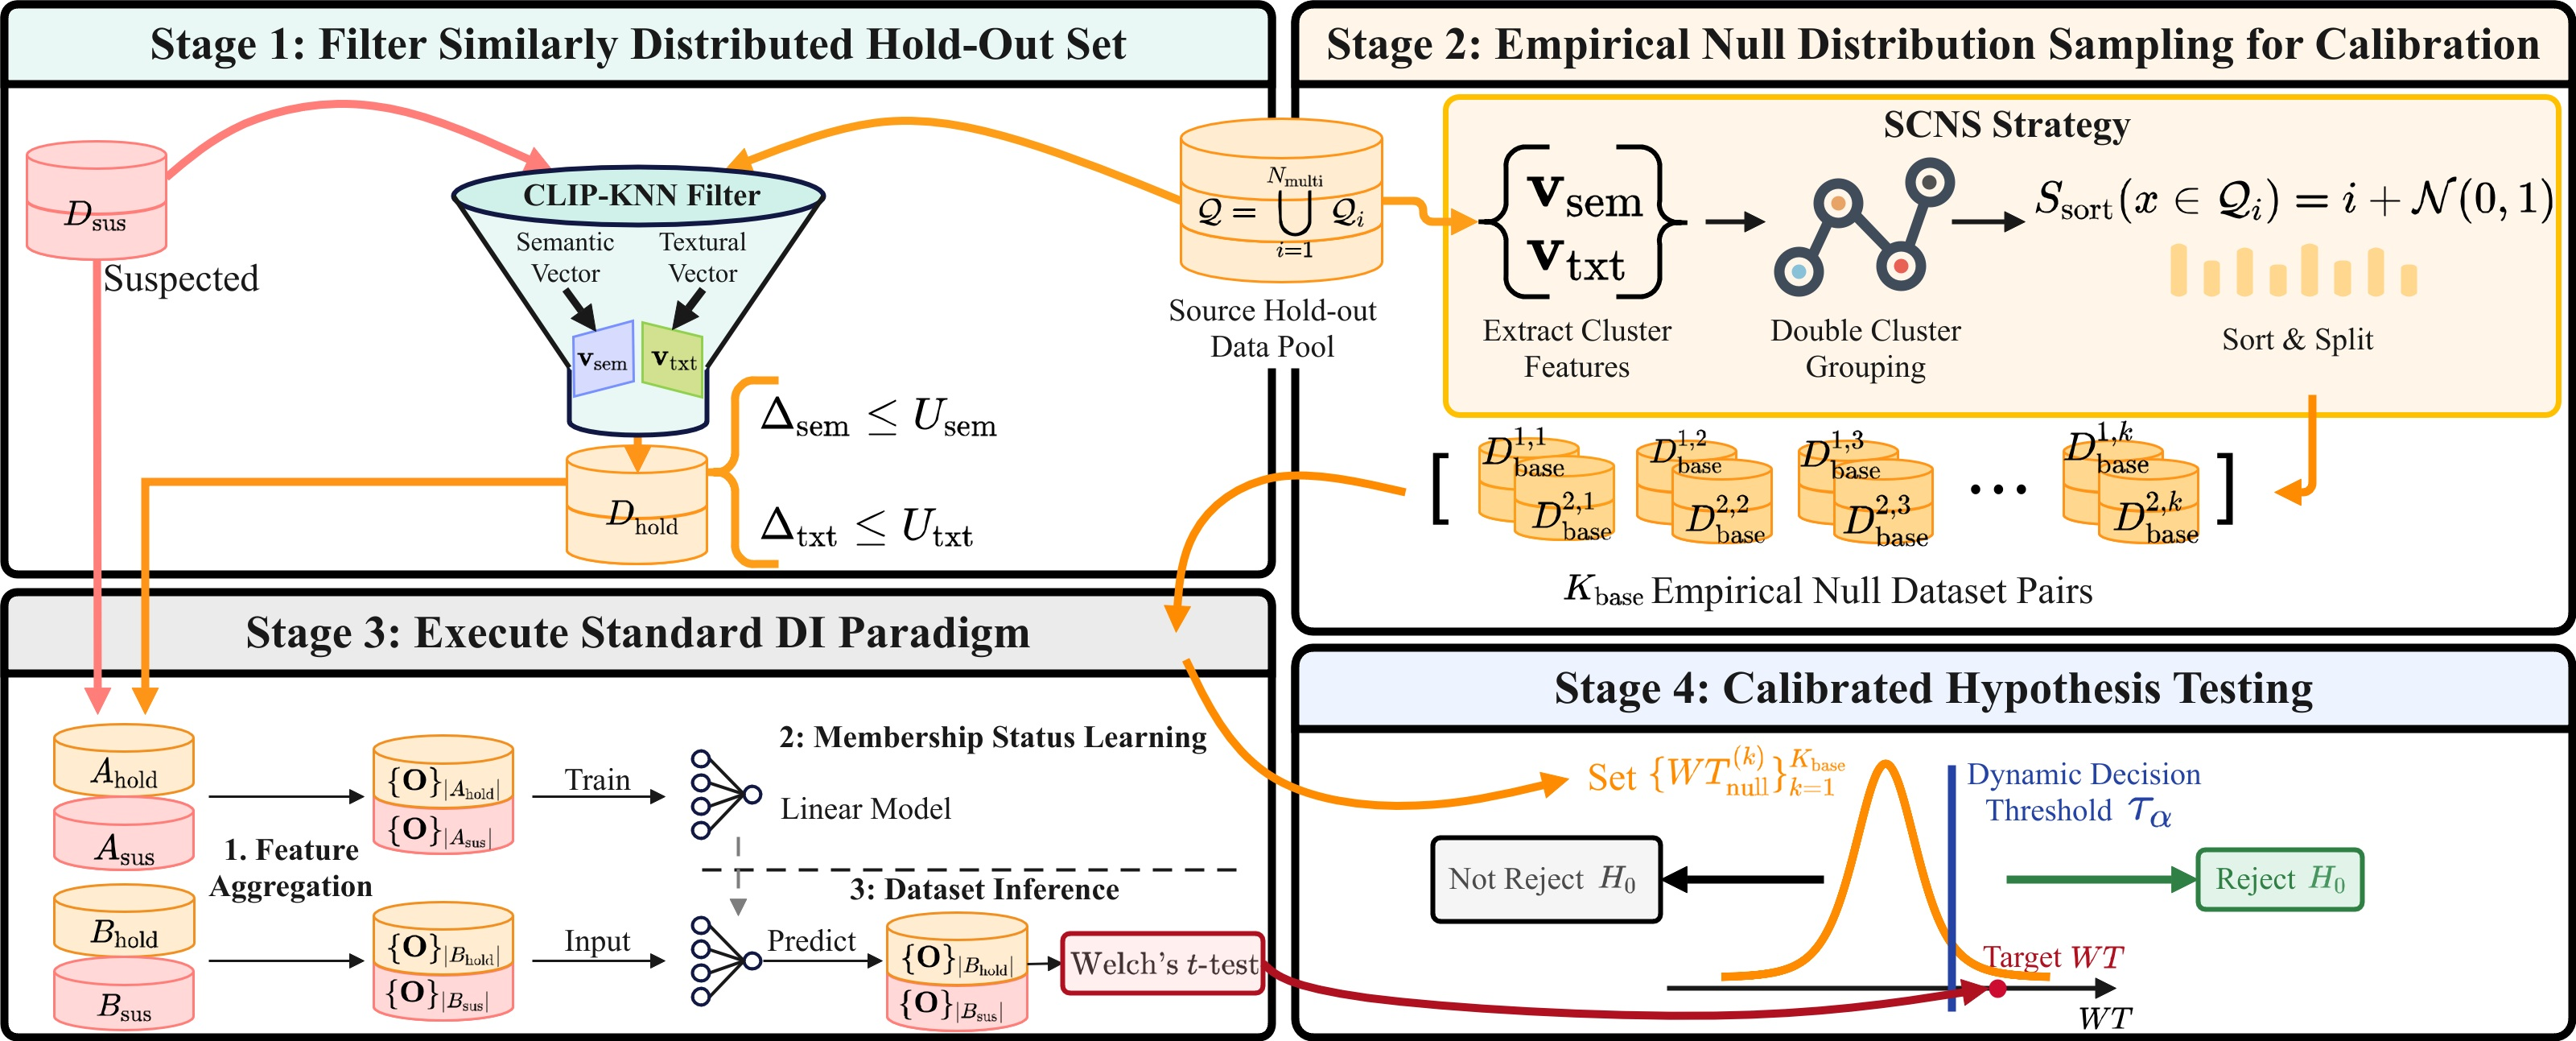 Stage 1: Filter Similarly Distributed Hold-Out Set
D_sus
Suspected
CLIP-KNN Filter
Semantic Vector
Textural Vector
v_sem
v_txt
D_hold
Δ_sem ≤ U_sem
Δ_txt ≤ U_txt
Q = ⋃_{i=1}^{N_multi} Q_i
Source Hold-out
Data Pool
Stage 2: Empirical Null Distribution Sampling for Calibration
SCNS Strategy
v_sem
v_txt
Extract Cluster
Features
Double Cluster
Grouping
S_sort(x ∈ Q_i) = i + N(0, 1)
Sort & Split
[ D_base^{1,1} D_base^{1,2} D_base^{1,3} ... D_base^{1,k} ]
D_base^{2,1} D_base^{2,2} D_base^{2,3} D_base^{2,k}
K_base Empirical Null Dataset Pairs
Stage 3: Execute Standard DI Paradigm
A_hold
A_sus
B_hold
B_sus
1. Feature
Aggregation
{O}_{|A_hold|}
{O}_{|A_sus|}
{O}_{|B_hold|}
{O}_{|B_sus|}
Train
2: Membership Status Learning
Linear Model
Input
3: Dataset Inference
Predict
{O}_{|B_hold|}
{O}_{|B_sus|}
Welch's t-test
Stage 4: Calibrated Hypothesis Testing
Set {WT_null^{(k)}}_{k=1}^{K_base}
Dynamic Decision
Threshold τ_α
Not Reject H_0
Reject H_0
Target WT
WT